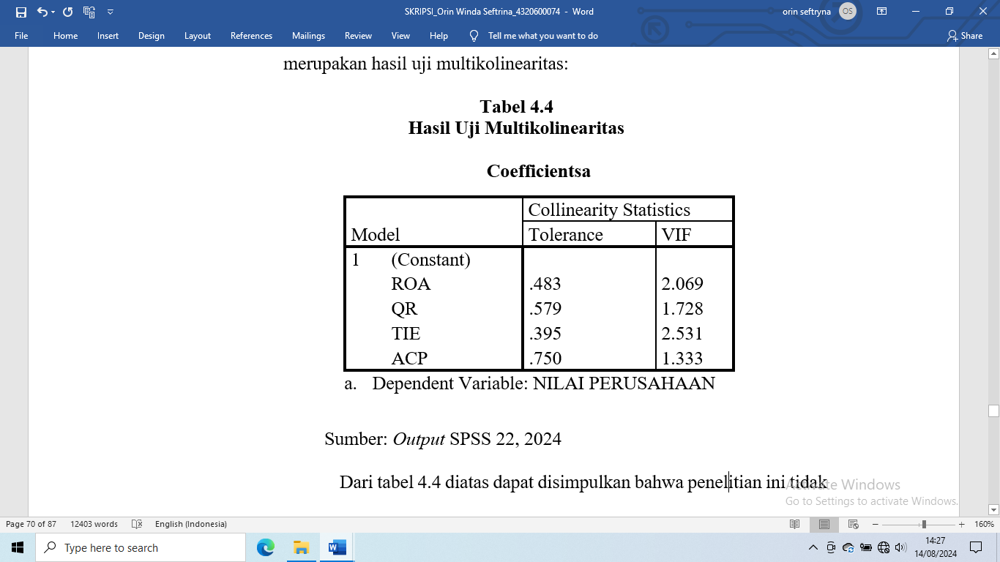 SKRIPSI_Orin Winda Seftrina_4320600074 - Word
orin seftryna
OS
File Home Insert Design Layout References Mailings Review View Help Tell me what you want to do Share
merupakan hasil uji multikolinearitas:
Tabel 4.4
Hasil Uji Multikolinearitas
Coefficientsa
Collinearity Statistics
Model Tolerance VIF
1 (Constant)
ROA .483 2.069
QR .579 1.728
TIE .395 2.531
ACP .750 1.333
a. Dependent Variable: NILAI PERUSAHAAN
Sumber: Output SPSS 22, 2024
Dari tabel 4.4 diatas dapat disimpulkan bahwa penelitian ini tidak
Activate Windows
Go to Settings to activate Windows.
Page 70 of 87 12403 words English (Indonesia) 160%
Type here to search
14:27
14/08/2024